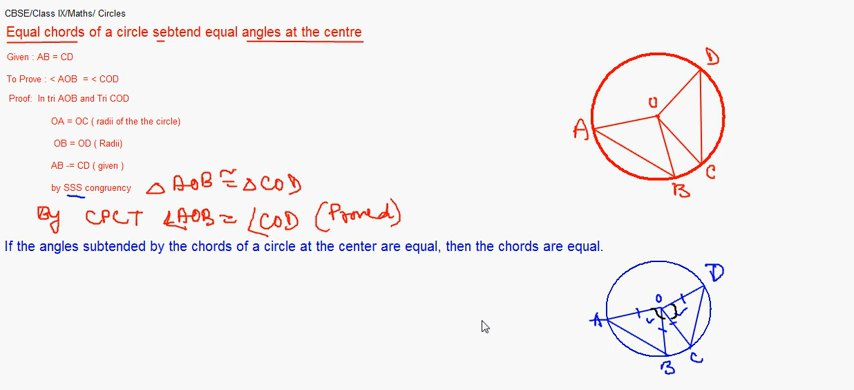 CBSE/Class IX/Maths/ Circles
Equal chords of a circle sebtend equal angles at the centre
Given : AB = CD
To Prove : < AOB = < COD
Proof: In tri AOB and Tri COD
OA = OC ( radii of the the circle)
OB = OD ( Radii)
AB -= CD ( given )
by SSS congruency △ AOB ≅ △ COD
By CPCT ∠AOB = ∠COD (Proved)
If the angles subtended by the chords of a circle at the center are equal, then the chords are equal.
D
O
A
C
B
D
O
A
C
B